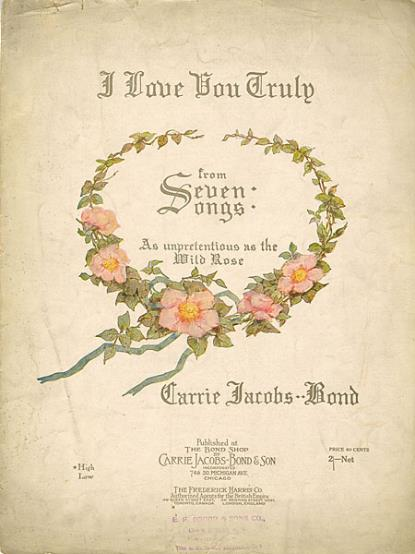 I Love You Truly
from
Seven
Songs:
As unpretentious as the
Wild Rose
Carrie Jacobs-Bond
*High
Low
Published at
The Bond Shop
by
Carrie Jacobs-Bond & Son
Incorporated
746 So. Michigan Ave.
Chicago
The Frederick Harris Co.
Authorized Agents for the British Empire
Toronto, Canada London, England
Price 60 Cents
2/-Net